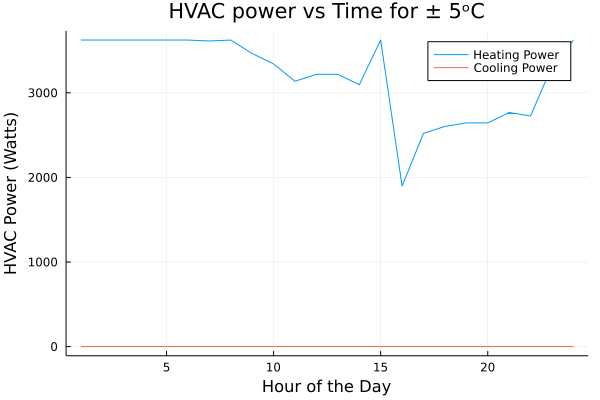 HVAC power vs Time for ± 5ᵒC
Heating Power
Cooling Power
HVAC Power (Watts)
3000
2000
1000
0
5 10 15 20
Hour of the Day